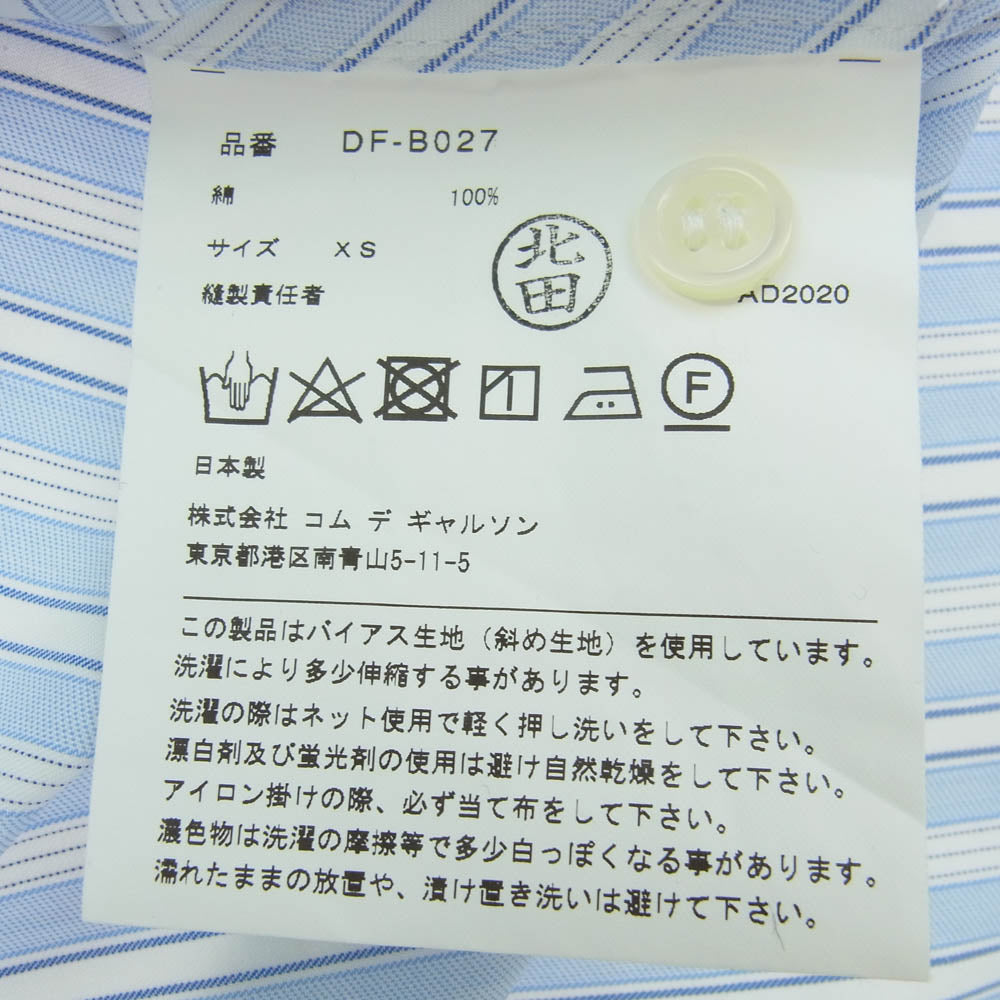 品番 DF-B027
綿 100%
サイズ XS
縫製責任者 北田 AD2020
F
日本製
株式会社 コム デ ギャルソン
東京都港区南青山5-11-5
この製品はバイアス生地（斜め生地）を使用しています。
洗濯により多少伸縮する事があります。
洗濯の際はネット使用で軽く押し洗いをして下さい。
漂白剤及び蛍光剤の使用は避け自然乾燥をして下さい。
アイロン掛けの際、必ず当て布をして下さい。
濃色物は洗濯の摩擦等で多少白っぽくなる事があります。
濡れたままの放置や、漬け置き洗いは避けて下さい。